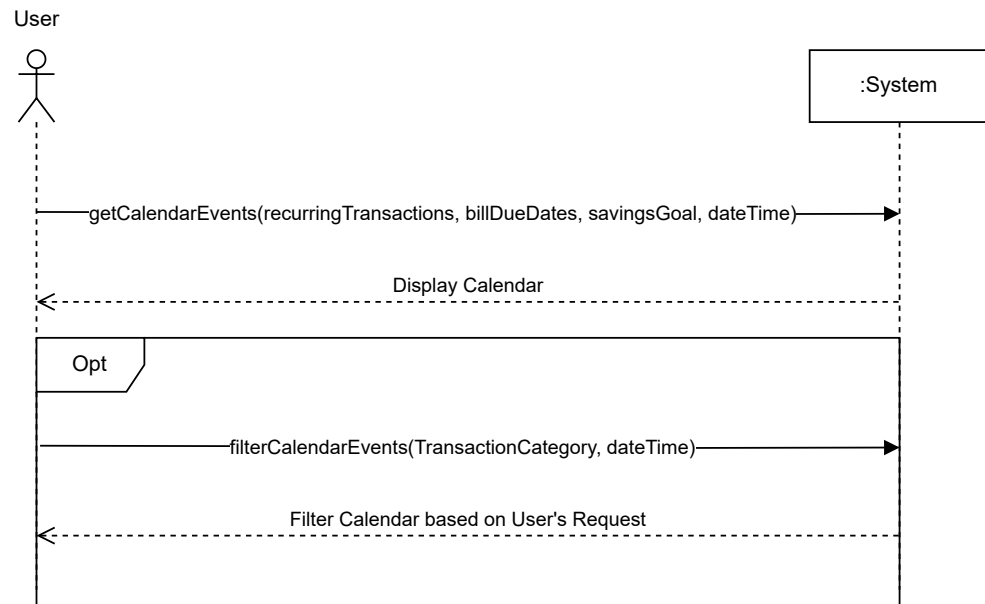 User
:System
getCalendarEvents(recurringTransactions, billDueDates, savingsGoal, dateTime)
Display Calendar
Opt
filterCalendarEvents(TransactionCategory, dateTime)
Filter Calendar based on User's Request